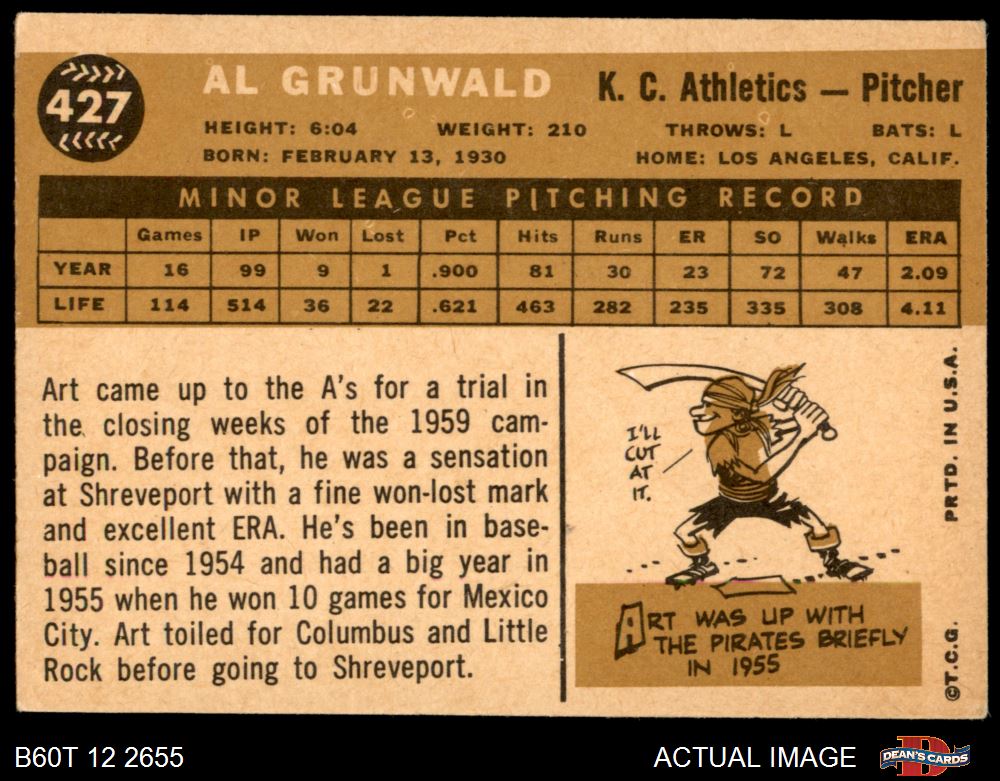 427
AL GRUNWALD
K. C. Athletics — Pitcher
HEIGHT: 6:04 WEIGHT: 210 THROWS: L BATS: L
BORN: FEBRUARY 13, 1930 HOME: LOS ANGELES, CALIF.
MINOR LEAGUE PITCHING RECORD
Games IP Won Lost Pct Hits Runs ER SO Walks ERA
YEAR 16 99 9 1 .900 81 30 23 72 47 2.09
LIFE 114 514 36 22 .621 463 282 235 335 308 4.11
Art came up to the A's for a trial in
the closing weeks of the 1959 cam-
paign. Before that, he was a sensation
at Shreveport with a fine won-lost mark
and excellent ERA. He's been in base-
ball since 1954 and had a big year in
1955 when he won 10 games for Mexico
City. Art toiled for Columbus and Little
Rock before going to Shreveport.
I'LL
CUT
AT
IT.
ART WAS UP WITH
THE PIRATES BRIEFLY
IN 1955
©T.C.G. PRTD. IN U.S.A.
B60T 12 2655
ACTUAL IMAGE
DEAN'S CARDS